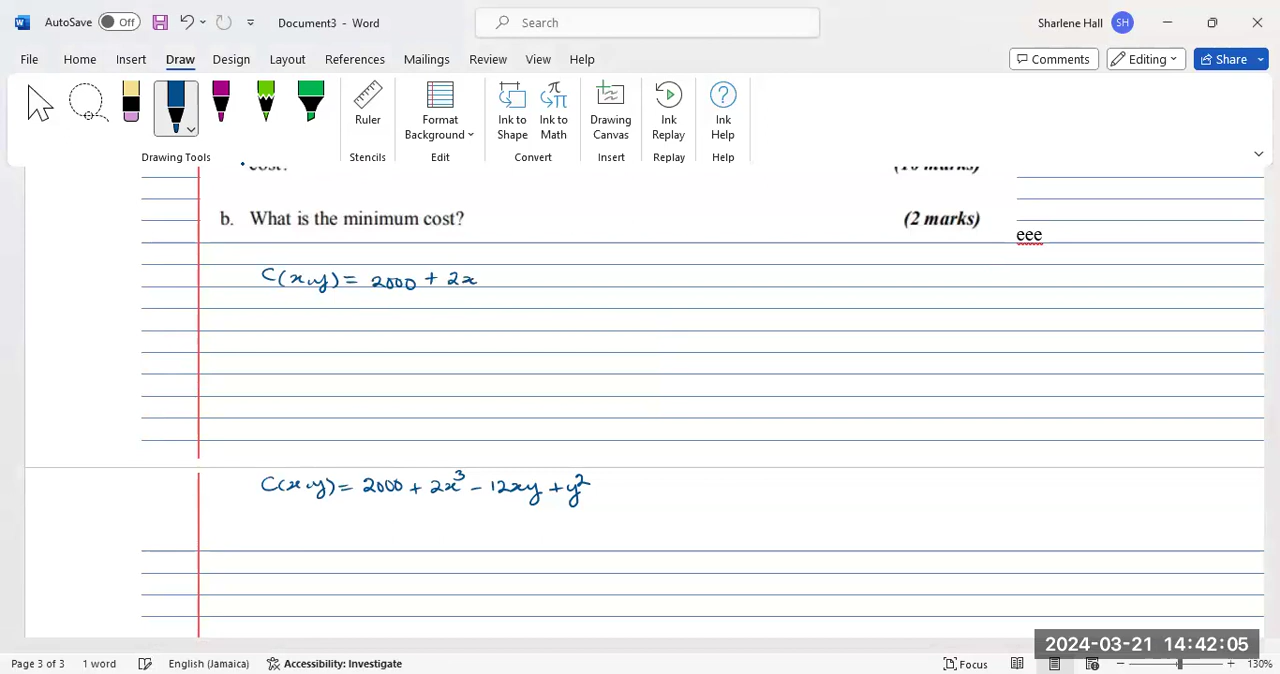 AutoSave Off Document3 - Word Search Sharlene Hall SH
File Home Insert Draw Design Layout References Mailings Review View Help Comments Editing Share
Ruler Format Background Ink to Shape Ink to Math Drawing Canvas Ink Replay Ink Help
Drawing Tools Stencils Edit Convert Insert Replay Help
cost? (10 marks)
b. What is the minimum cost? (2 marks)
eee
C(x,y) = 2000 + 2x
C(x,y) = 2000 + 2x³ - 12xy + y²
2024-03-21 14:42:05
Page 3 of 3 1 word English (Jamaica) Accessibility: Investigate Focus 130%